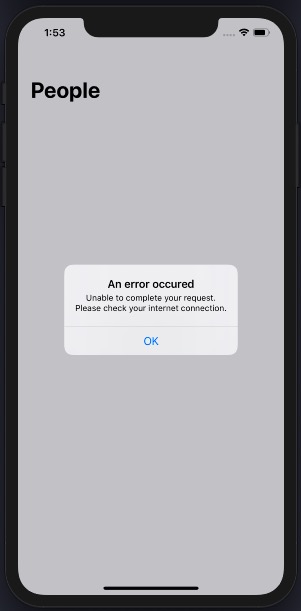 1:53
People
An error occured
Unable to complete your request.
Please check your internet connection.
OK